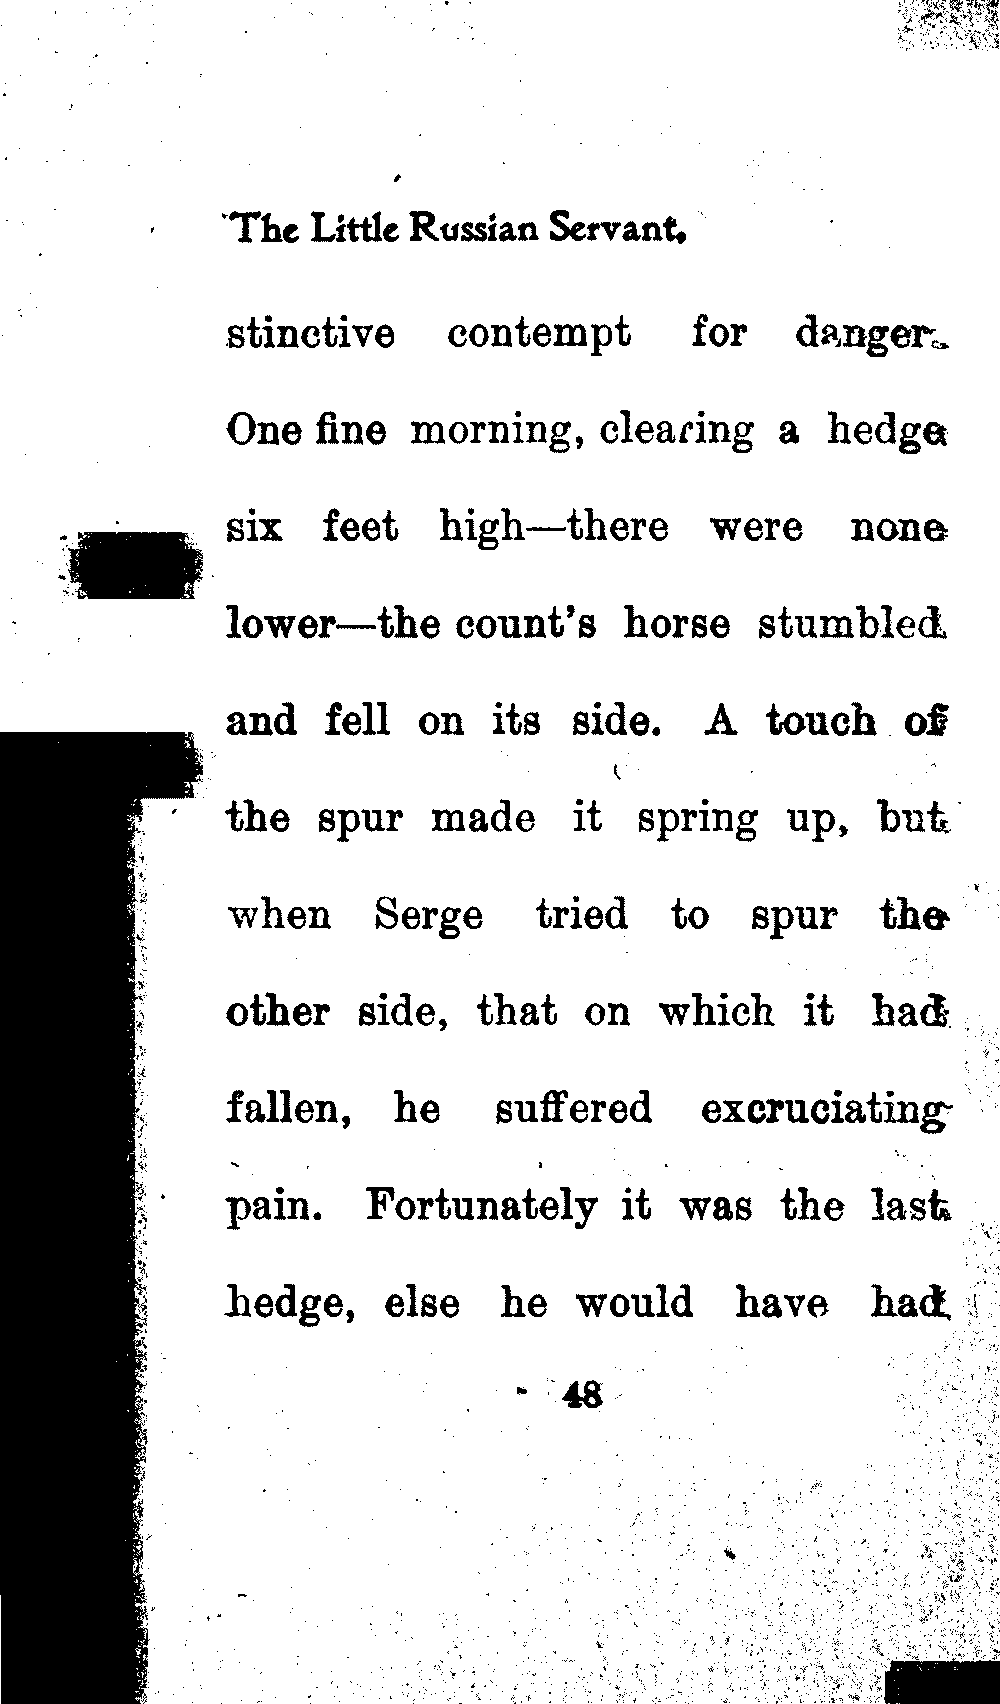 The Little Russian Servant.
stinctive contempt for danger.
One fine morning, clearing a hedge
six feet high—there were none
lower—the count's horse stumbled
and fell on its side. A touch of
the spur made it spring up, but
when Serge tried to spur the
other side, that on which it had
fallen, he suffered excruciating
pain. Fortunately it was the last
hedge, else he would have had
48